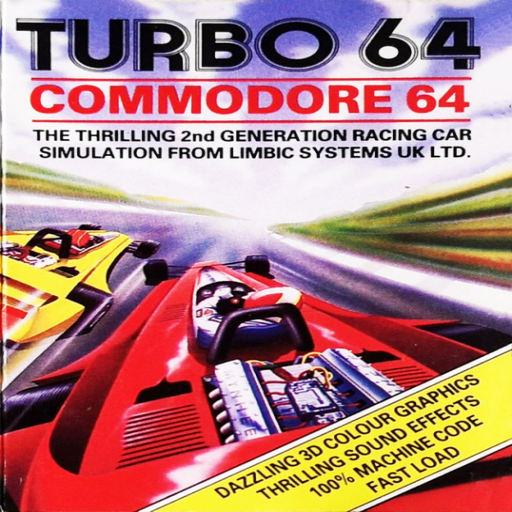 TURBO 64
COMMODORE 64
THE THRILLING 2nd GENERATION RACING CAR
SIMULATION FROM LIMBIC SYSTEMS UK LTD.
DAZZLING 3D COLOUR GRAPHICS
THRILLING SOUND EFFECTS
100% MACHINE CODE
FAST LOAD